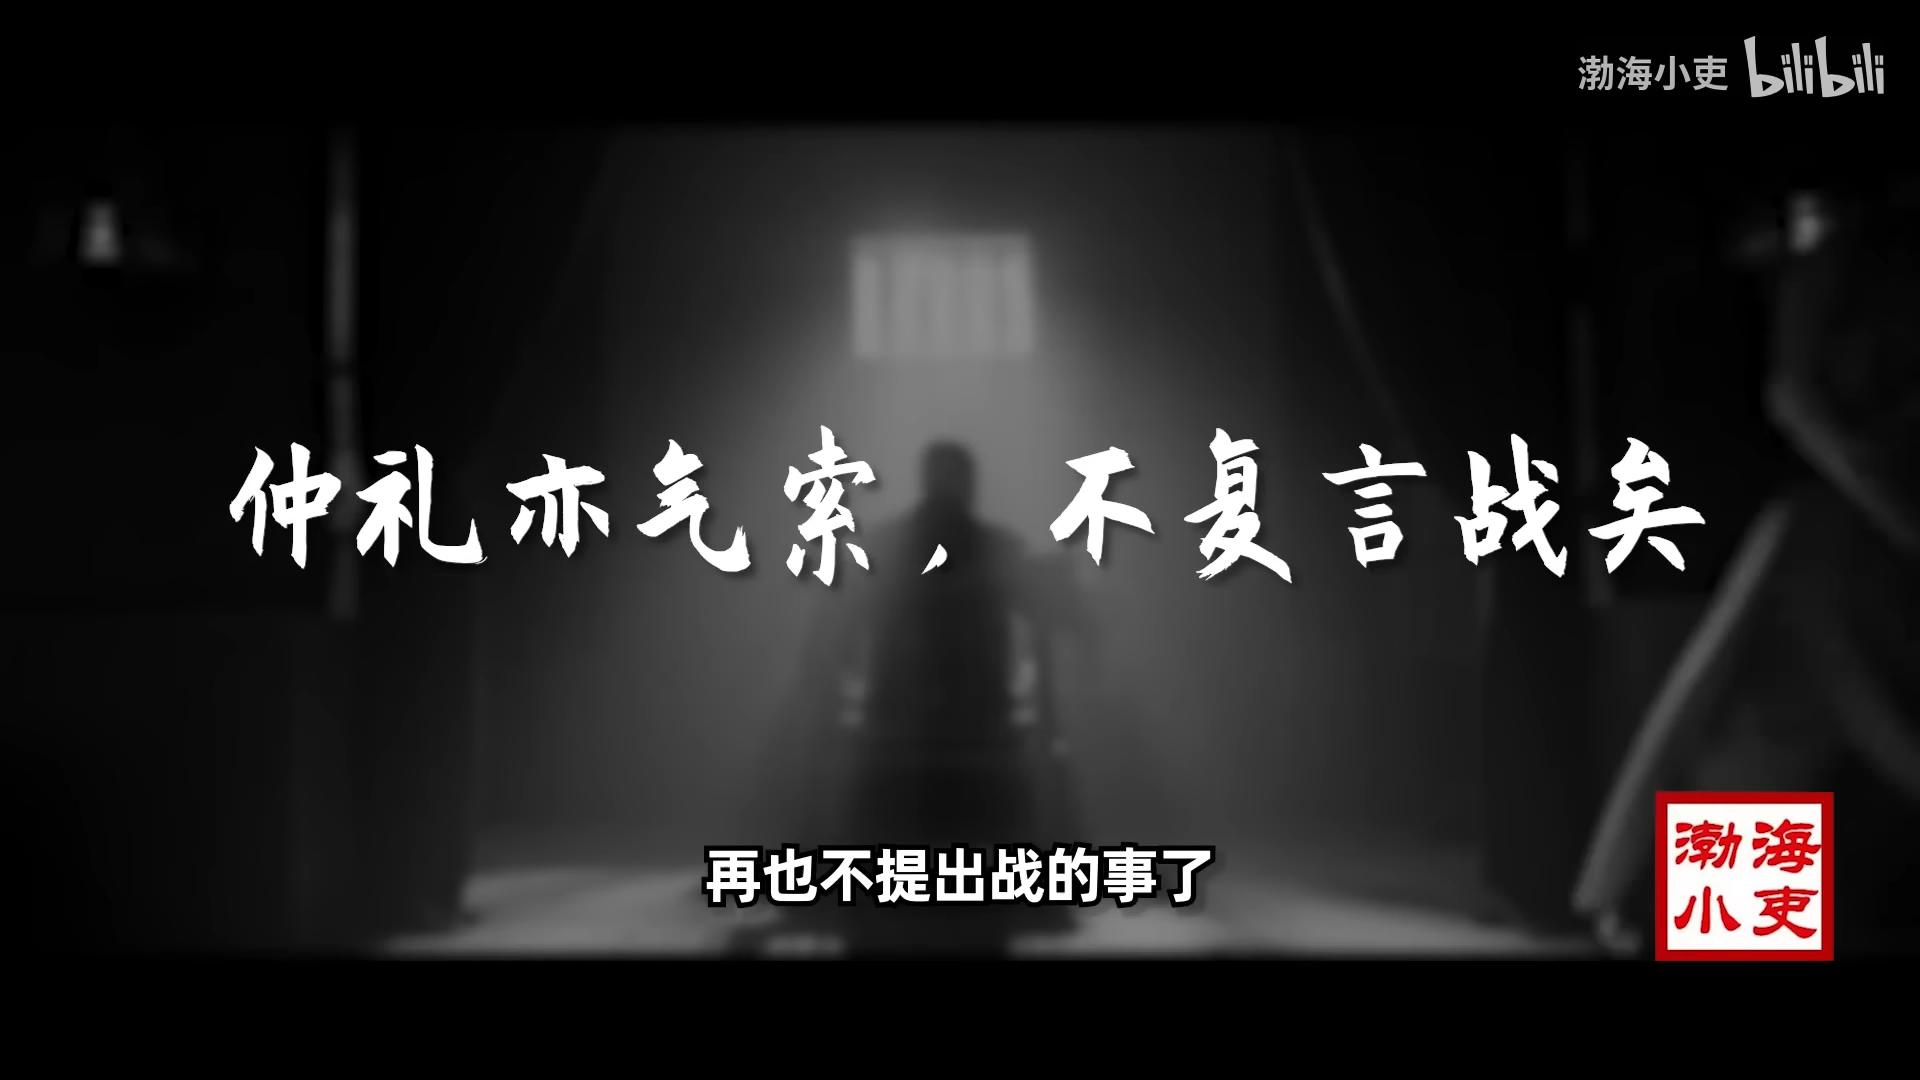 渤海小吏 bilibili
仲礼亦气索，不复言战矣
再也不提出战的事了
渤海
小吏